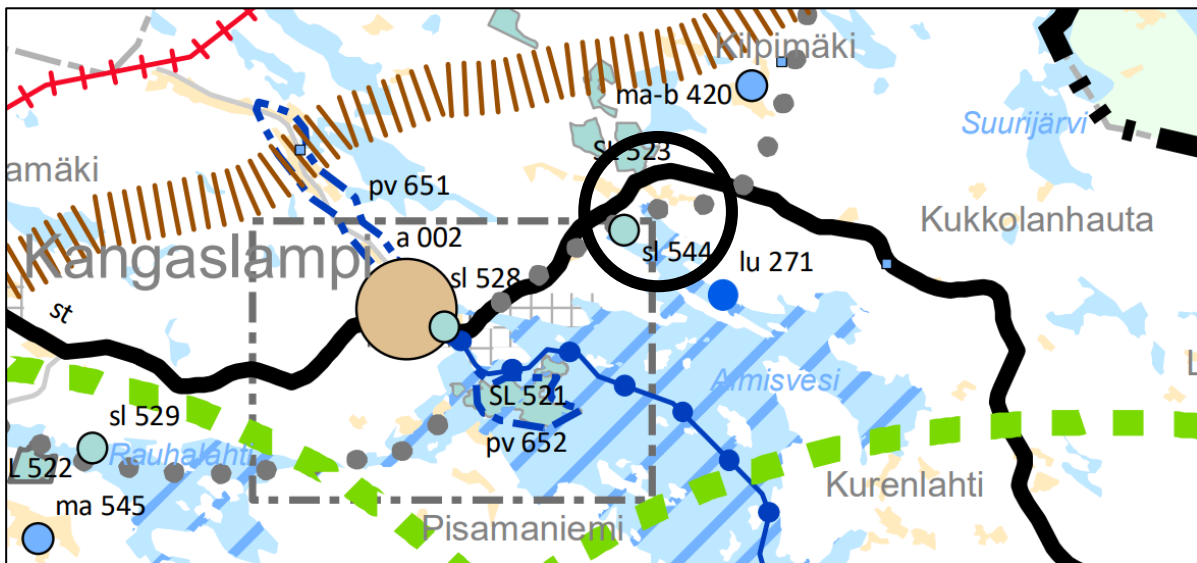 Kilpimäki
ma-b 420
Suurijärvi
SL 523
amäki
pv 651
Kukkolanhauta
a 002
Kangaslampi
sl 528
sl 544
lu 271
st
Aimisvesi
L
SL 521
sl 529
pv 652
Rauhalahti
L 522
Kurenlahti
ma 545
Pisamaniemi